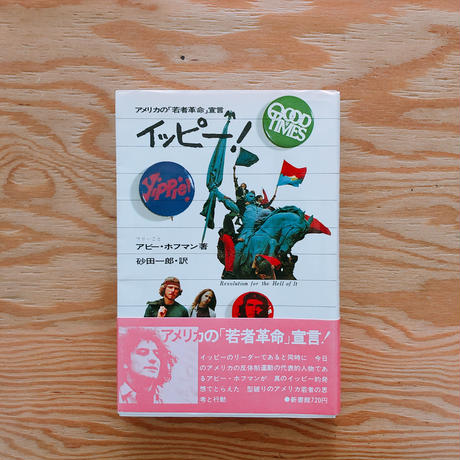 アメリカの「若者革命」宣言
イッピー！
GOOD
TIMES
Yippie!
フリーこと
アビー・ホフマン著
砂田一郎・訳
Revolution for the Hell of It
アメリカの「若者革命」宣言！
イッピーのリーダーであると同時に 今日
のアメリカの反体制運動の代表的人物であ
るアビー・ホフマンが 真のイッピー的発
想でとらえた 型破りのアメリカ若者の思
考と行動
●新書館720円